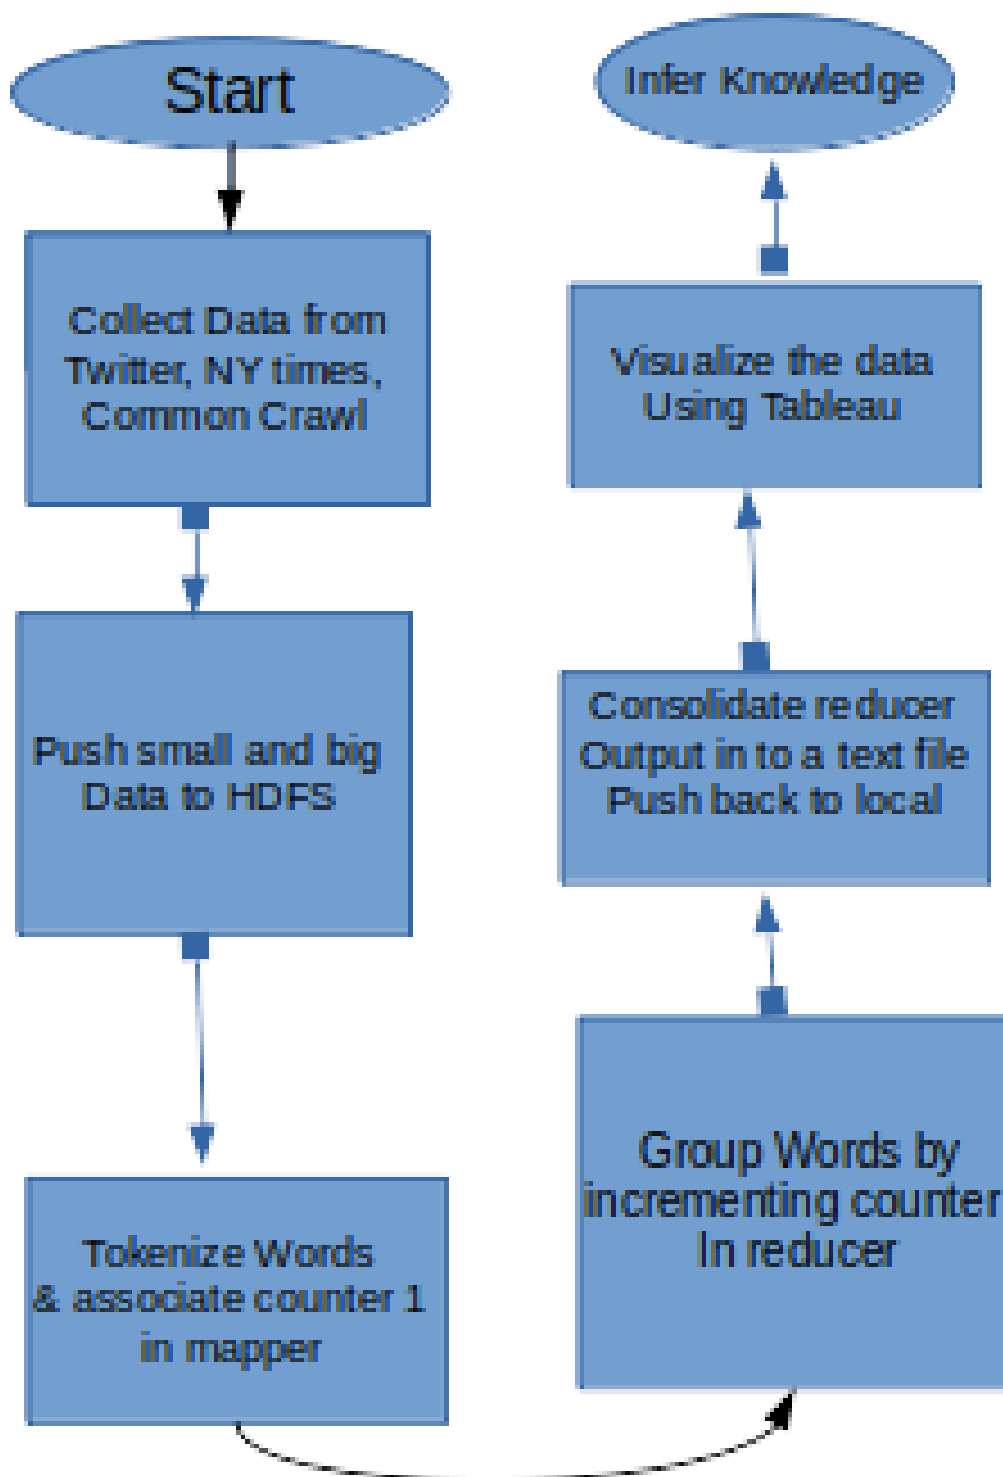 Start
Collect Data from
Twitter, NY times,
Common Crawl
Push small and big
Data to HDFS
Tokenize Words
& associate counter 1
in mapper
Group Words by
incrementing counter
In reducer
Consolidate reducer
Output in to a text file
Push back to local
Visualize the data
Using Tableau
Infer Knowledge